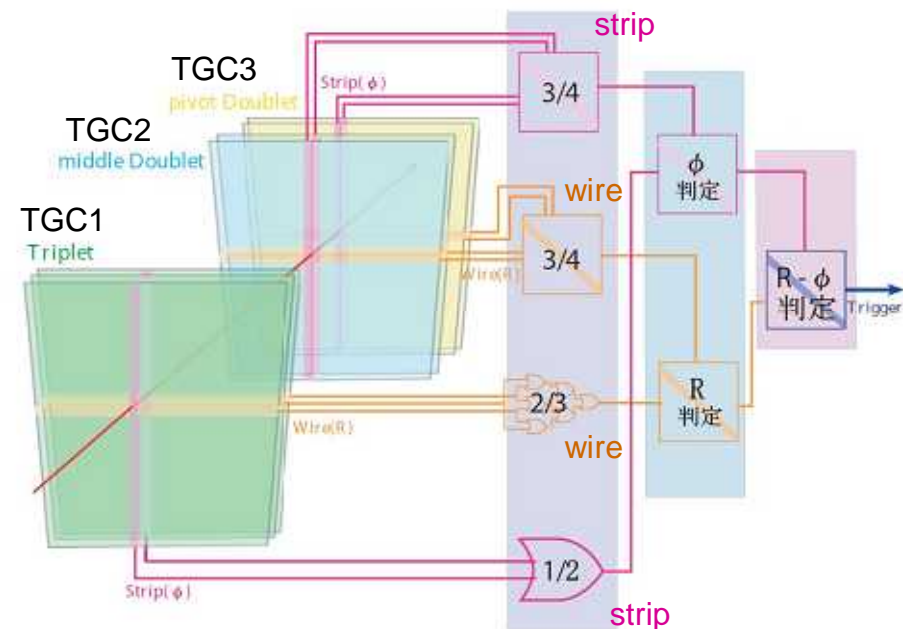 strip
TGC3
pivot Doublet
Strip(φ)
3/4
TGC2
middle Doublet
φ
判定
wire
TGC1
Triplet
3/4
Wire(R)
R - φ
判定
Trigger
2/3
R
判定
Wire(R)
wire
1/2
Strip(φ)
strip